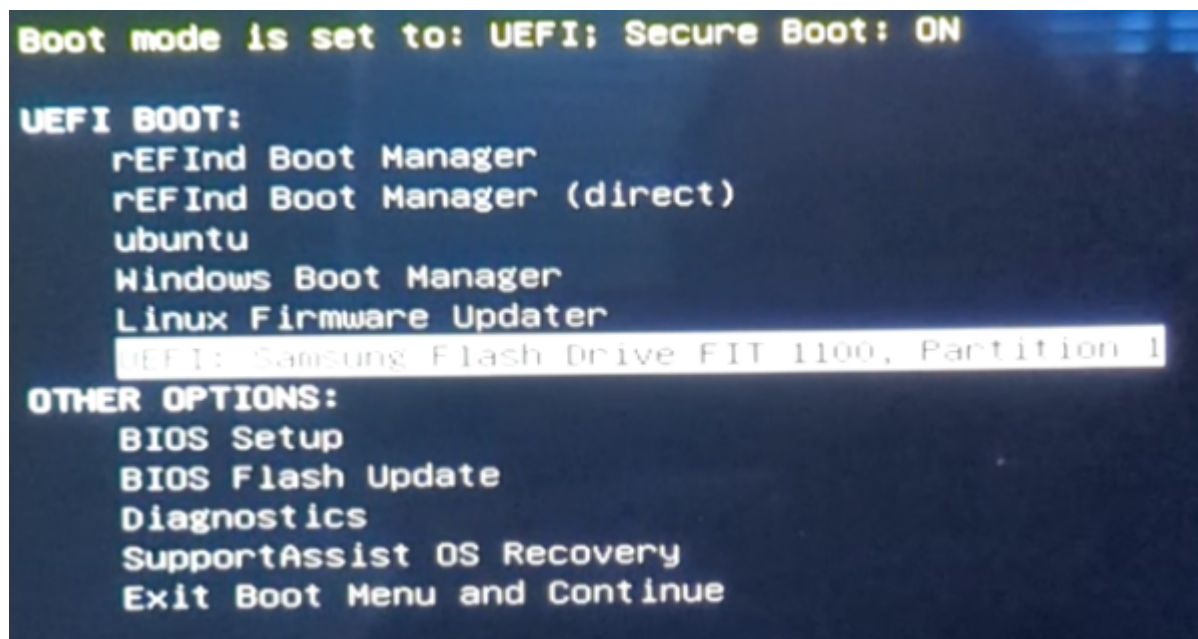 Boot mode is set to: UEFI; Secure Boot: ON
UEFI BOOT:
rEFInd Boot Manager
rEFInd Boot Manager (direct)
ubuntu
Windows Boot Manager
Linux Firmware Updater
UEFI: Samsung Flash Drive FIT 1100, Partition 1
OTHER OPTIONS:
BIOS Setup
BIOS Flash Update
Diagnostics
SupportAssist OS Recovery
Exit Boot Menu and Continue